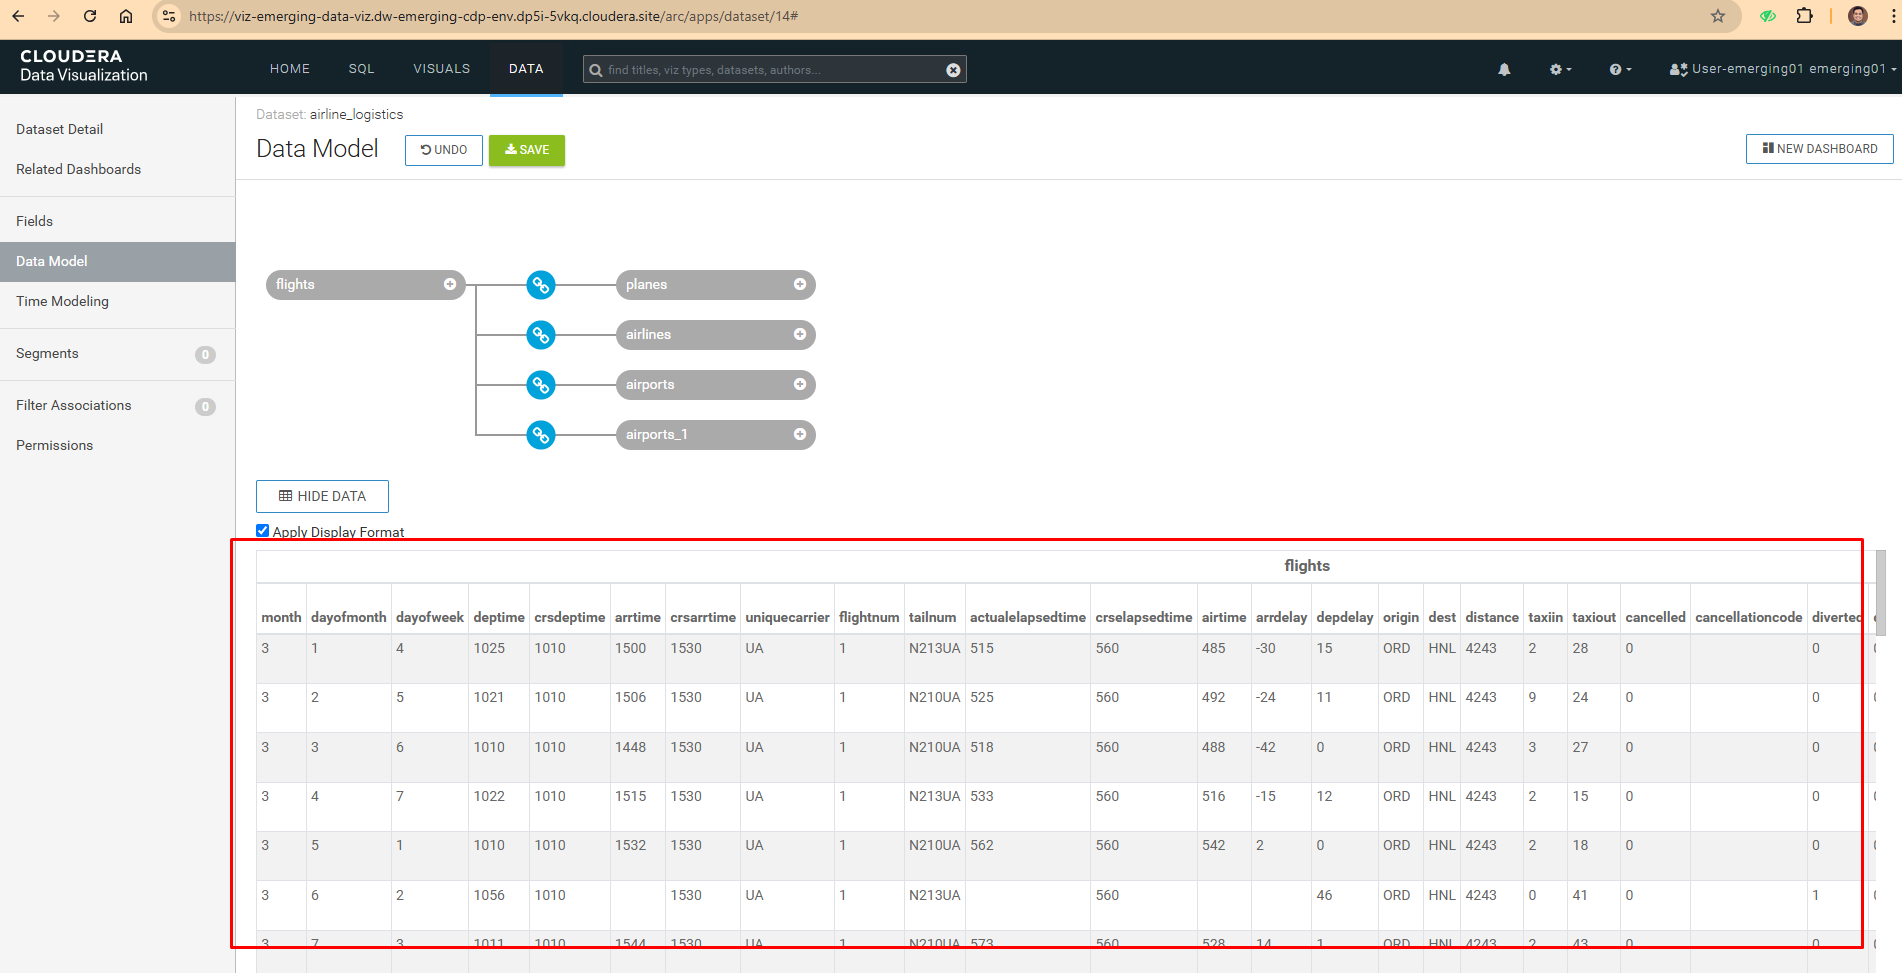 https://viz-emerging-data-viz.dw-emerging-cdp-env.dp5i-5vkq.cloudera.site/arc/apps/dataset/14#
CLOUDERA
Data Visualization
HOME SQL VISUALS DATA find titles, viz types, datasets, authors... User-emerging01 emerging01
Dataset Detail
Related Dashboards
Fields
Data Model
Time Modeling
Segments 0
Filter Associations 0
Permissions
Dataset: airline_logistics
Data Model UNDO SAVE NEW DASHBOARD
flights planes
airlines
airports
airports_1
HIDE DATA
Apply Display Format
flights
month dayofmonth dayofweek deptime crsdeptime arrtime crsarrtime uniquecarrier flightnum tailnum actualelapsedtime crselapsedtime airtime arrdelay depdelay origin dest distance taxiin taxiout cancelled cancellationcode diverted
3 1 4 1025 1010 1500 1530 UA 1 N213UA 515 560 485 -30 15 ORD HNL 4243 2 28 0 0
3 2 5 1021 1010 1506 1530 UA 1 N210UA 525 560 492 -24 11 ORD HNL 4243 9 24 0 0
3 3 6 1010 1010 1448 1530 UA 1 N210UA 518 560 488 -42 0 ORD HNL 4243 3 27 0 0
3 4 7 1022 1010 1515 1530 UA 1 N213UA 533 560 516 -15 12 ORD HNL 4243 2 15 0 0
3 5 1 1010 1010 1532 1530 UA 1 N210UA 562 560 542 2 0 ORD HNL 4243 2 18 0 0
3 6 2 1056 1010 1530 UA 1 N213UA 560 46 ORD HNL 4243 0 41 0 1
3 7 3 1011 1010 1544 1530 UA 1 N210UA 573 560 528 14 1 ORD HNL 4243 2 43 0 0